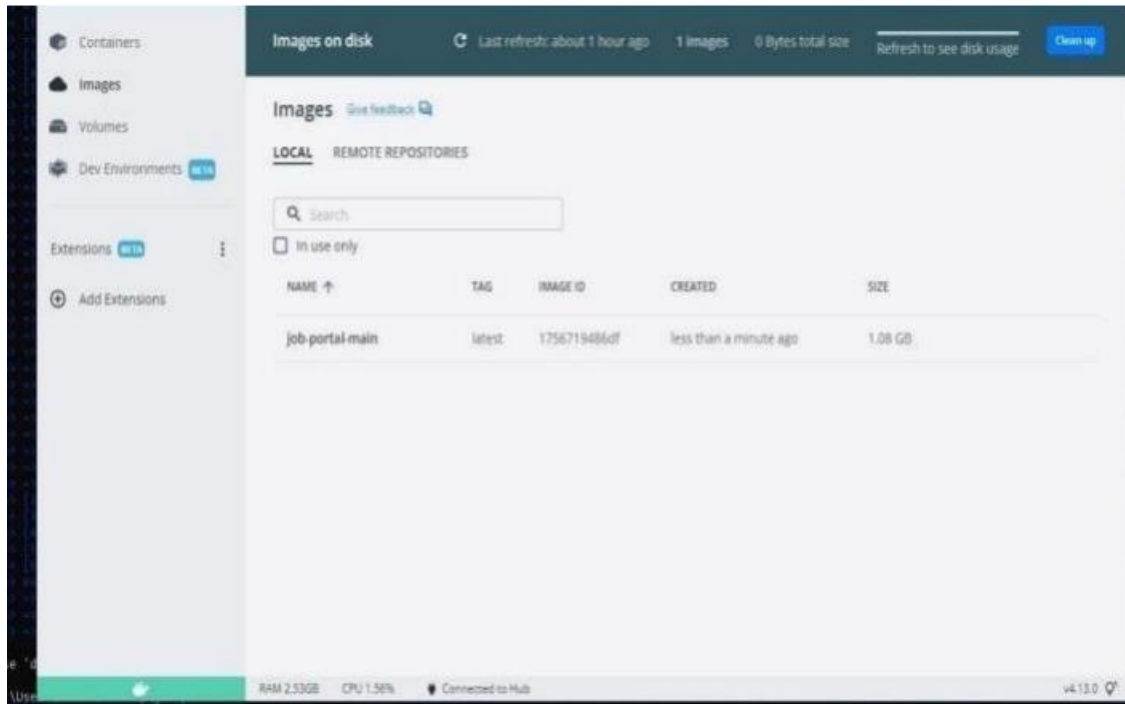 Containers
Images
Volumes
Dev Environments BETA
Extensions BETA
Add Extensions
Images on disk
Last refresh: about 1 hour ago 1 images 0 Bytes total size Refresh to see disk usage Clean up
Images Give feedback
LOCAL REMOTE REPOSITORIES
Search
In use only
NAME TAG IMAGE ID CREATED SIZE
job-portal-main latest 1756719486df less than a minute ago 1.08 GB
e 'd
\Use
RAM 2.53GB CPU 1.56% Connected to Hub v4.13.0